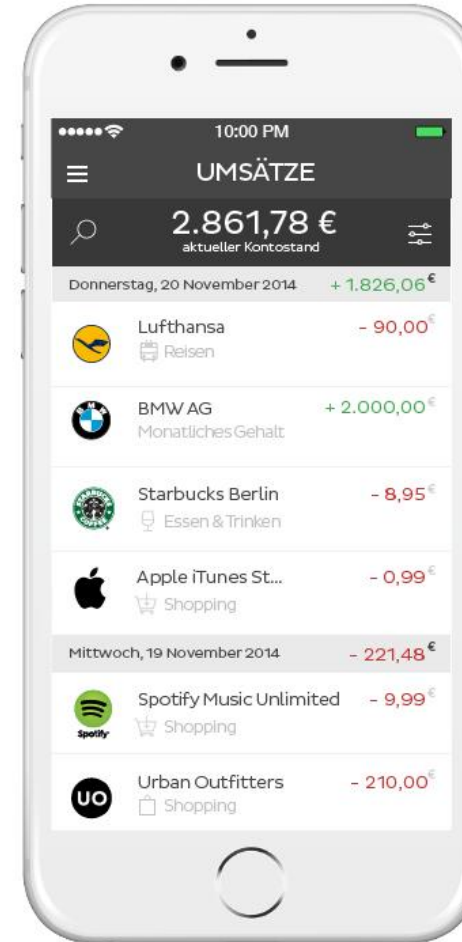 10:00 PM
UMSÄTZE
2.861,78 €
aktueller Kontostand
Donnerstag, 20 November 2014 + 1.826,06 €
Lufthansa - 90,00 €
Reisen
BMW AG + 2.000,00 €
Monatliches Gehalt
Starbucks Berlin - 8,95 €
Essen & Trinken
Apple iTunes St... - 0,99 €
Shopping
Mittwoch, 19 November 2014 - 221,48 €
Spotify Music Unlimited - 9,99 €
Spotify
Shopping
Urban Outfitters - 210,00 €
UO
Shopping